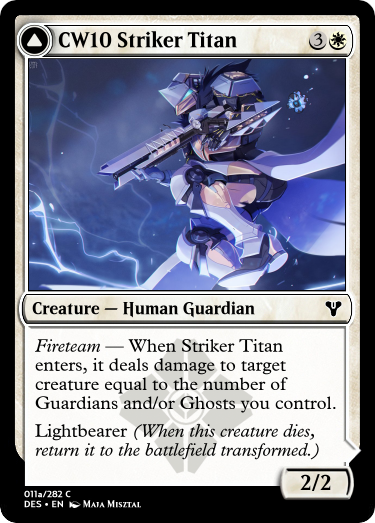 CW10 Striker Titan 3
Creature — Human Guardian
Fireteam — When Striker Titan
enters, it deals damage to target
creature equal to the number of
Guardians and/or Ghosts you control.
Lightbearer (When this creature dies,
return it to the battlefield transformed.)
2/2
011a/282 C
DES • EN Maja Misztal